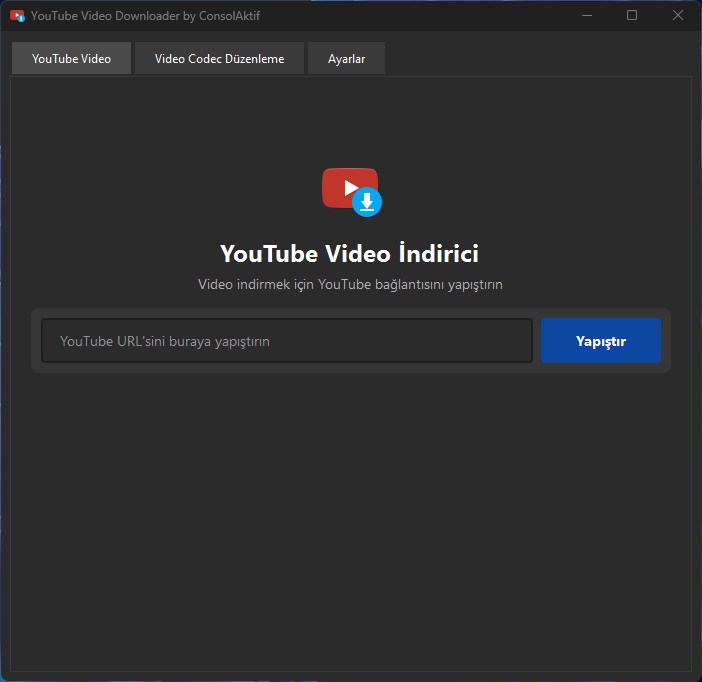 YouTube Video Downloader by ConsolAktif
YouTube Video
Video Codec Düzenleme
Ayarlar
YouTube Video İndirici
Video indirmek için YouTube bağlantısını yapıştırın
YouTube URL'sini buraya yapıştırın
Yapıştır